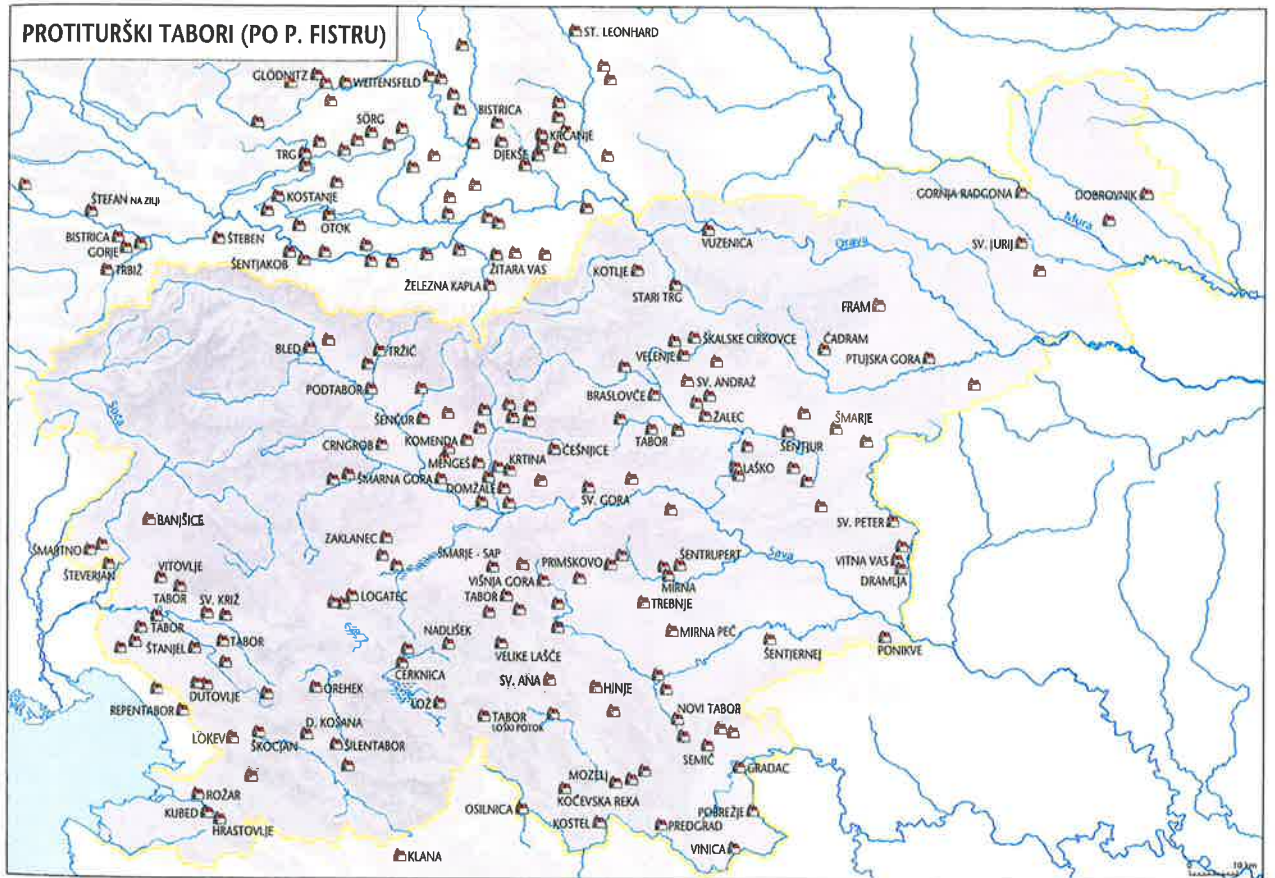 PROTITURŠKI TABORI (PO P. FISTRU)
ST. LEONHARD
GLÖDNITZ
WEITENSFELD
BISTRICA
SÖRG
KRČANJE
TRG
DJEKŠE
KOSTANJE
GORNJA RADGONA
DOBROVNIK
ŠTEFAN NA ZILJI
OTOK
Mura
BISTRICA
ŠTEBEN
VUZENICA
Drava
SV. JURIJ
GORJE
ŠENTJAKOB
ŽITARA VAS
TRBIŽ
KOTLJE
ŽELEZNA KAPLA
STARI TRG
FRAM
BLED
TRŽIČ
ŠKALSKE CIRKOVCE
ČADRAM
VELENJE
PTUJSKA GORA
PODTABOR
SV. ANDRAŽ
BRASLOVČE
Soča
ŠENČUR
ŽALEC
ŠMARJE
CRNGROB
KOMENDA
TABOR
ŠENTJUR
ČEŠNJICE
MENGEŠ
KRTINA
LAŠKO
ŠMARNA GORA
DOMŽALE
SV. GORA
BANJŠICE
SV. PETER
ZAKLANEC
ŠMARTNO
ŠMARJE - SAP
PRIMSKOVO
ŠENTRUPERT
Sava
VITNA VAS
ŠTEVERJAN
VITOVLJE
VIŠNJA GORA
MIRNA
DRAMLJA
TABOR
SV. KRIŽ
LOGATEC
TABOR
TREBNJE
TABOR
NADLIŠEK
MIRNA PEČ
ŠTANJEL
TABOR
VELIKE LAŠČE
ŠENTJERNEJ
PONIKVE
CERKNICA
SV. ANA
DUTOVLJE
OREHEK
HINJE
REPENTABOR
LOŽ
TABOR
LOŠKI POTOK
NOVI TABOR
LOKEV
ŠKOCJAN
D. KOŠANA
ŠILENTABOR
SEMIČ
GRADAC
MOZELJ
ROŽAR
KOČEVSKA REKA
KUBED
HRASTOVLJE
OSILNICA
KOSTEL
POBREŽJE
PREDGRAD
VINICA
KLANA
0 10 km